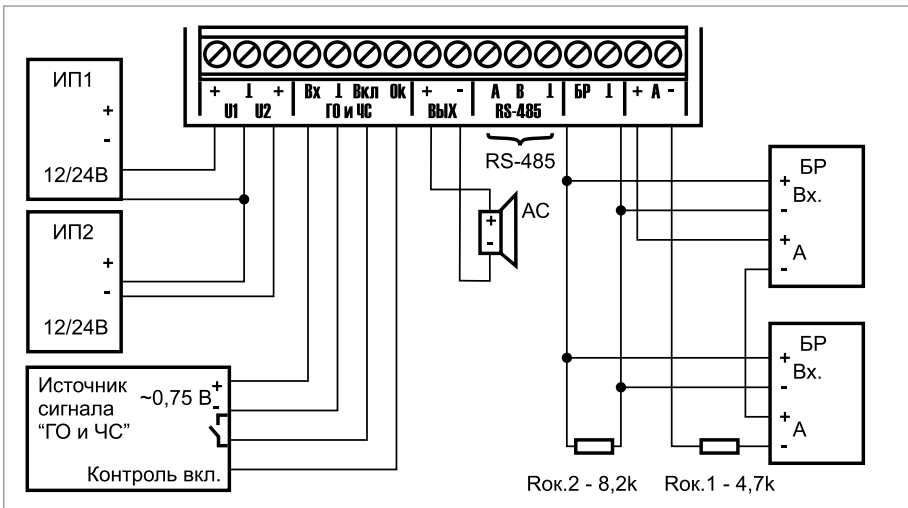 + ⊥ + Вх ⊥ Вкл Ok + - A B ⊥ БР ⊥ + A -
U1 U2 ГО и ЧС ВЫХ RS-485
RS-485
ИП1
+
-
12/24В
ИП2
+
-
12/24В
Источник
сигнала
“ГО и ЧС”
~0,75 В
+
-
Контроль вкл.
+
-
АС
БР
+ Вх.
-
+ А
-
БР
+ Вх.
-
+ А
-
Rок.2 - 8,2k Rок.1 - 4,7k